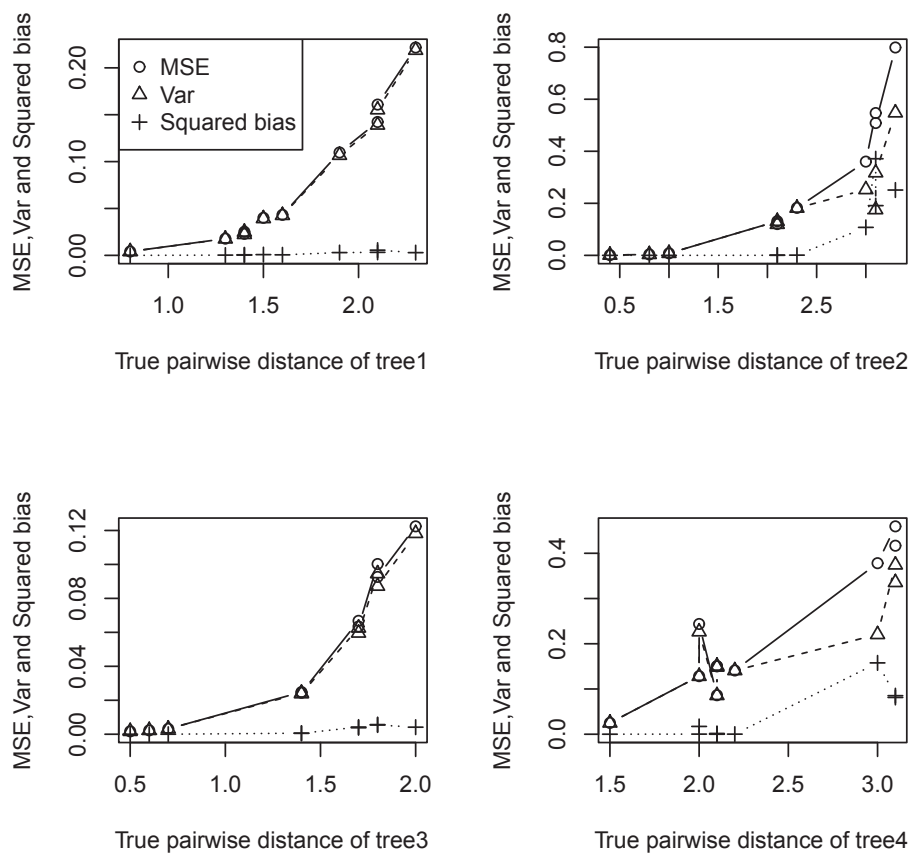 MSE,Var and Squared bias
0.00 0.10 0.20
MSE
Var
Squared bias
1.0 1.5 2.0
True pairwise distance of tree1
MSE,Var and Squared bias
0.0 0.2 0.4 0.6 0.8
0.5 1.5 2.5
True pairwise distance of tree2
MSE,Var and Squared bias
0.00 0.04 0.08 0.12
0.5 1.0 1.5 2.0
True pairwise distance of tree3
MSE,Var and Squared bias
0.0 0.2 0.4
1.5 2.0 2.5 3.0
True pairwise distance of tree4